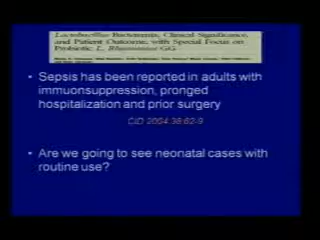 Lactobacillus Bacteremia, Clinical Significance,
and Patient Outcome, with Special Focus on
Probiotic L. Rhamnosus GG
• Sepsis has been reported in adults with
immuonsuppression, pronged
hospitalization and prior surgery
CID 2004:38:62-9
• Are we going to see neonatal cases with
routine use?